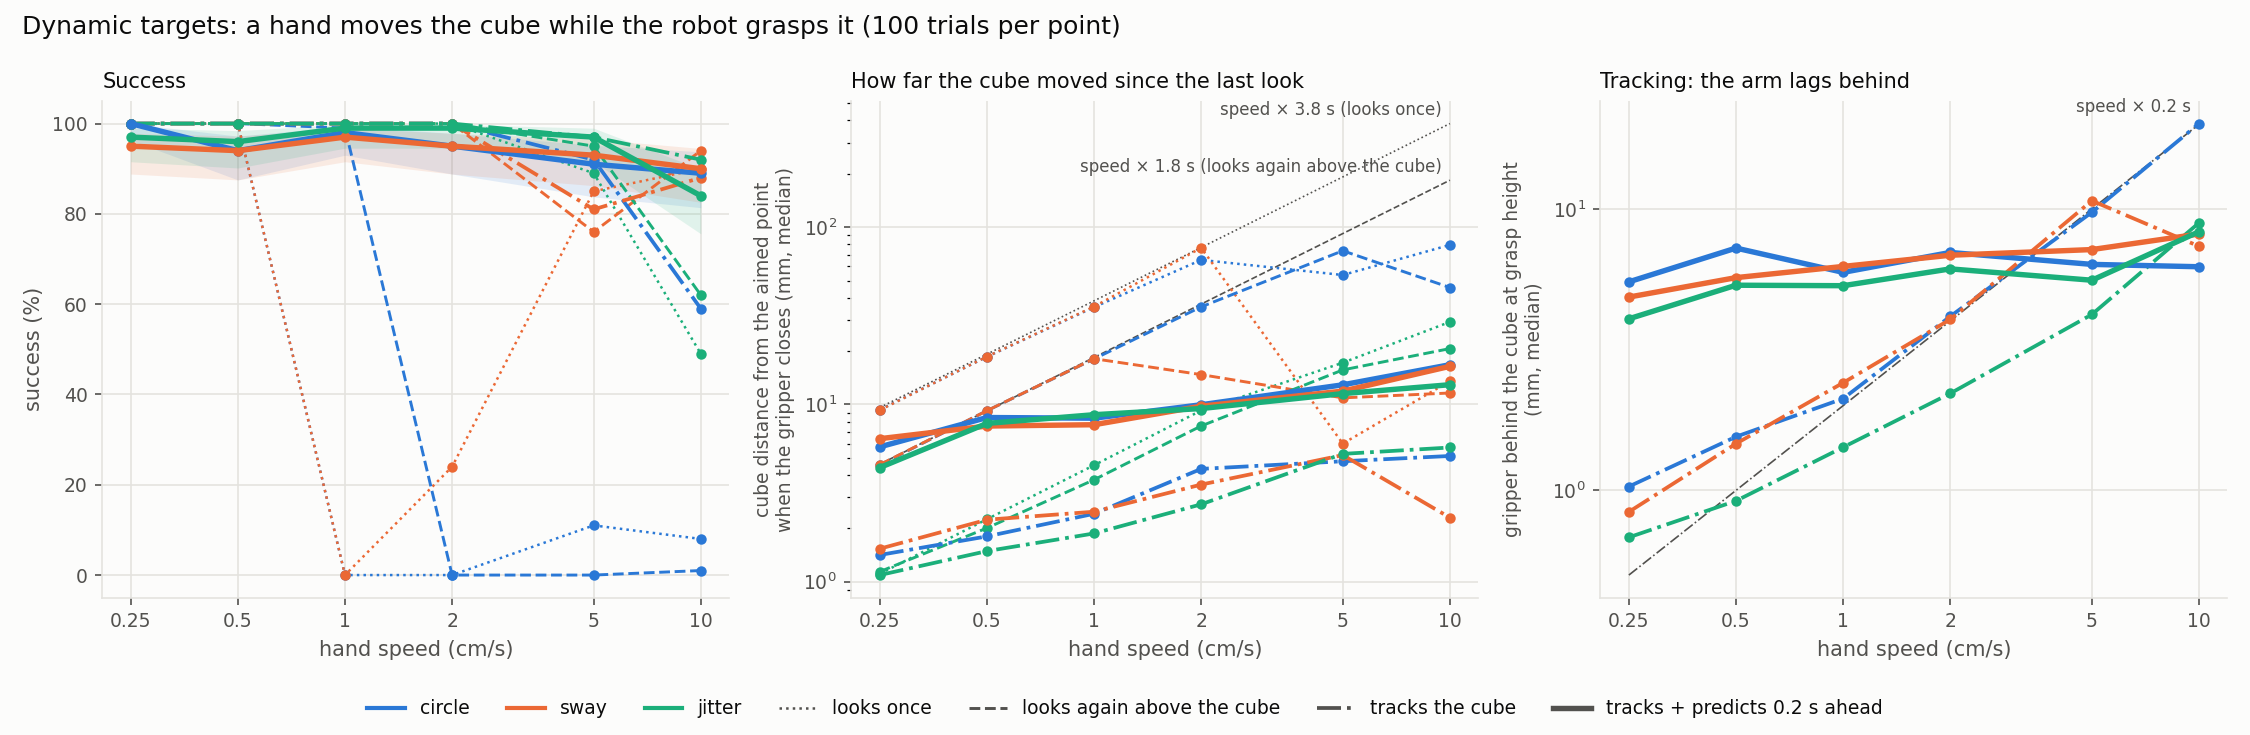 Dynamic targets: a hand moves the cube while the robot grasps it (100 trials per point)
Success
success (%)
100
80
60
40
20
0
0.25 0.5 1 2 5 10
hand speed (cm/s)
How far the cube moved since the last look
cube distance from the aimed point
when the gripper closes (mm, median)
speed × 3.8 s (looks once)
speed × 1.8 s (looks again above the cube)
10²
10¹
10⁰
0.25 0.5 1 2 5 10
hand speed (cm/s)
Tracking: the arm lags behind
gripper behind the cube at grasp height
(mm, median)
speed × 0.2 s
10¹
10⁰
0.25 0.5 1 2 5 10
hand speed (cm/s)
circle sway jitter looks once looks again above the cube tracks the cube tracks + predicts 0.2 s ahead